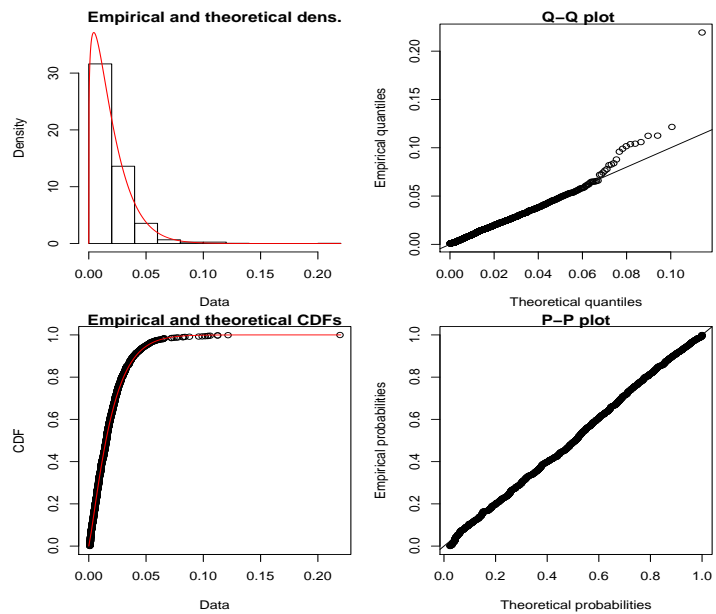 Empirical and theoretical dens.
Density
0 10 20 30
0.00 0.05 0.10 0.15 0.20
Data
Q−Q plot
Empirical quantiles
0.00 0.05 0.10 0.15 0.20
0.00 0.02 0.04 0.06 0.08 0.10
Theoretical quantiles
Empirical and theoretical CDFs
CDF
0.0 0.2 0.4 0.6 0.8 1.0
0.00 0.05 0.10 0.15 0.20
Data
P−P plot
Empirical probabilities
0.0 0.2 0.4 0.6 0.8 1.0
0.0 0.2 0.4 0.6 0.8 1.0
Theoretical probabilities